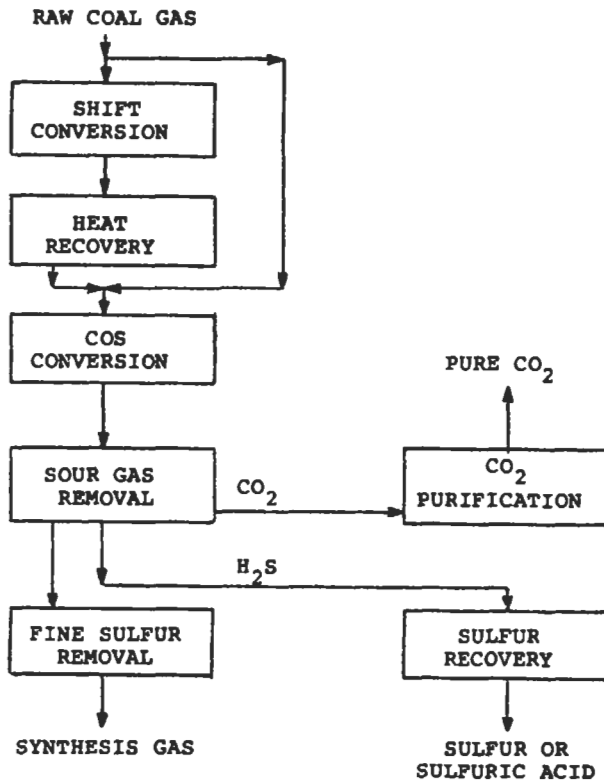 RAW COAL GAS
SHIFT
CONVERSION
HEAT
RECOVERY
COS
CONVERSION
PURE CO₂
SOUR GAS
REMOVAL
CO₂
CO₂
PURIFICATION
H₂S
FINE SULFUR
REMOVAL
SULFUR
RECOVERY
SYNTHESIS GAS
SULFUR OR
SULFURIC ACID